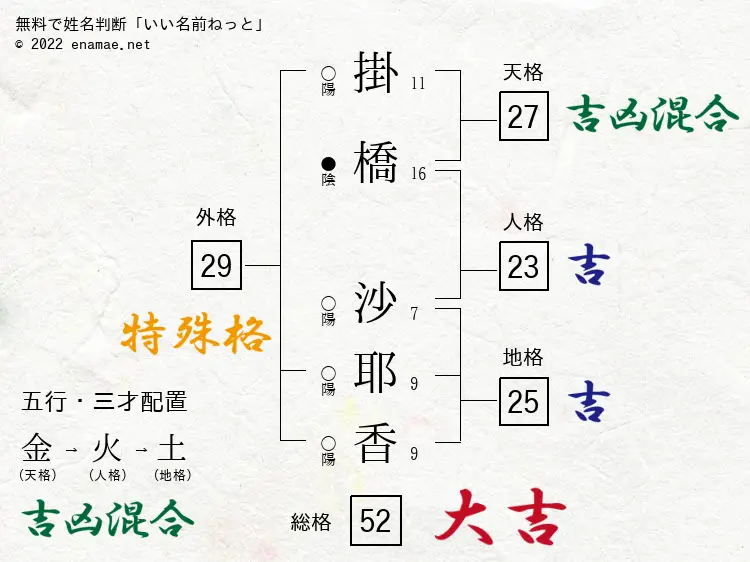 無料で姓名判断「いい名前ねっと」
© 2022 enamae.net
掛 11
○陽
橋 16
●陰
沙 7
○陽
耶 9
○陽
香 9
○陽
天格
27 吉凶混合
人格
23 吉
地格
25 吉
外格
29
特殊格
五行・三才配置
金→火→土
(天格) (人格) (地格)
吉凶混合
総格 52 大吉